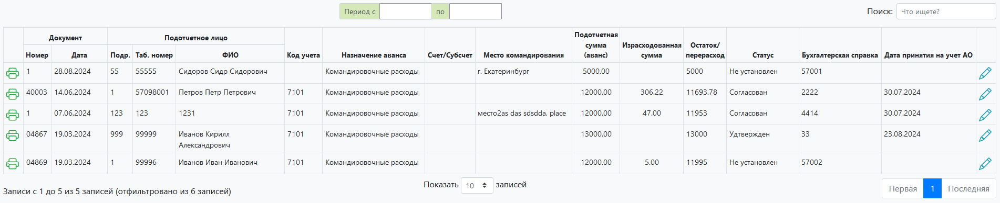 Период с по Поиск: Что ищете?
Документ Подотчетное лицо Код учета Назначение аванса Счет/Субсчет Место командирования Подотчетная сумма (аванс) Израсходованная сумма Остаток/перерасход Статус Бухгалтерская справка Дата принятия на учет АО
Номер Дата Подр. Таб. номер ФИО
1 28.08.2024 55 55555 Сидоров Сидр Сидорович Командировочные расходы г. Екатеринбург 5000.00 5000 Не установлен 57001
40003 14.06.2024 1 57098001 Петров Петр Петрович 7101 Командировочные расходы 12000.00 306.22 11693.78 Согласован 2222 30.07.2024
1 07.06.2024 123 123 1231 7101 Командировочные расходы место2as das sdsdda, place 12000.00 47.00 11953 Согласован 4414 30.07.2024
04867 19.03.2024 999 99999 Иванов Кирилл Александрович 7101 Командировочные расходы 13000.00 13000 Удтвержден 33 23.08.2024
04869 19.03.2024 1 99996 Иванов Иван Иванович 7101 Командировочные расходы 12000.00 5.00 11995 Не установлен 57002
Записи с 1 до 5 из 5 записей (отфильтровано из 6 записей) Показать 10 записей Первая 1 Последняя